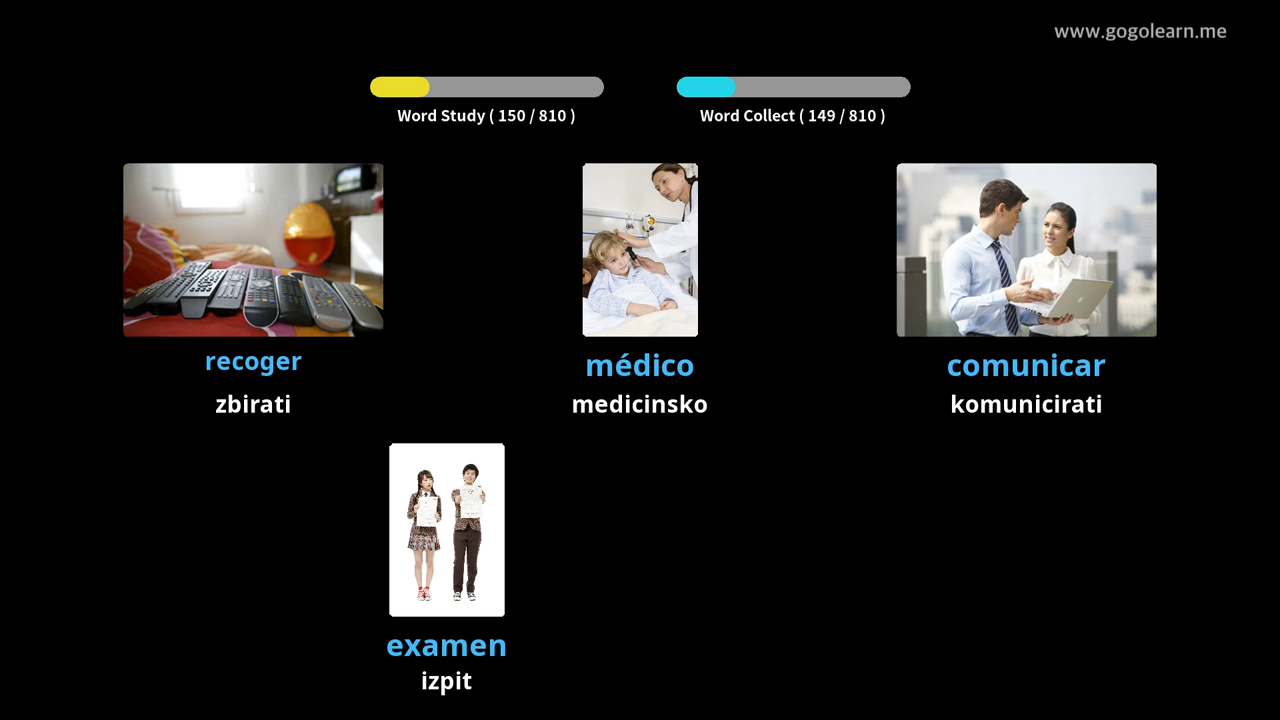 www.gogolearn.me
Word Study ( 150 / 810 )
Word Collect ( 149 / 810 )
recoger
médico
comunicar
zbirati
medicinsko
komunicirati
examen
izpit